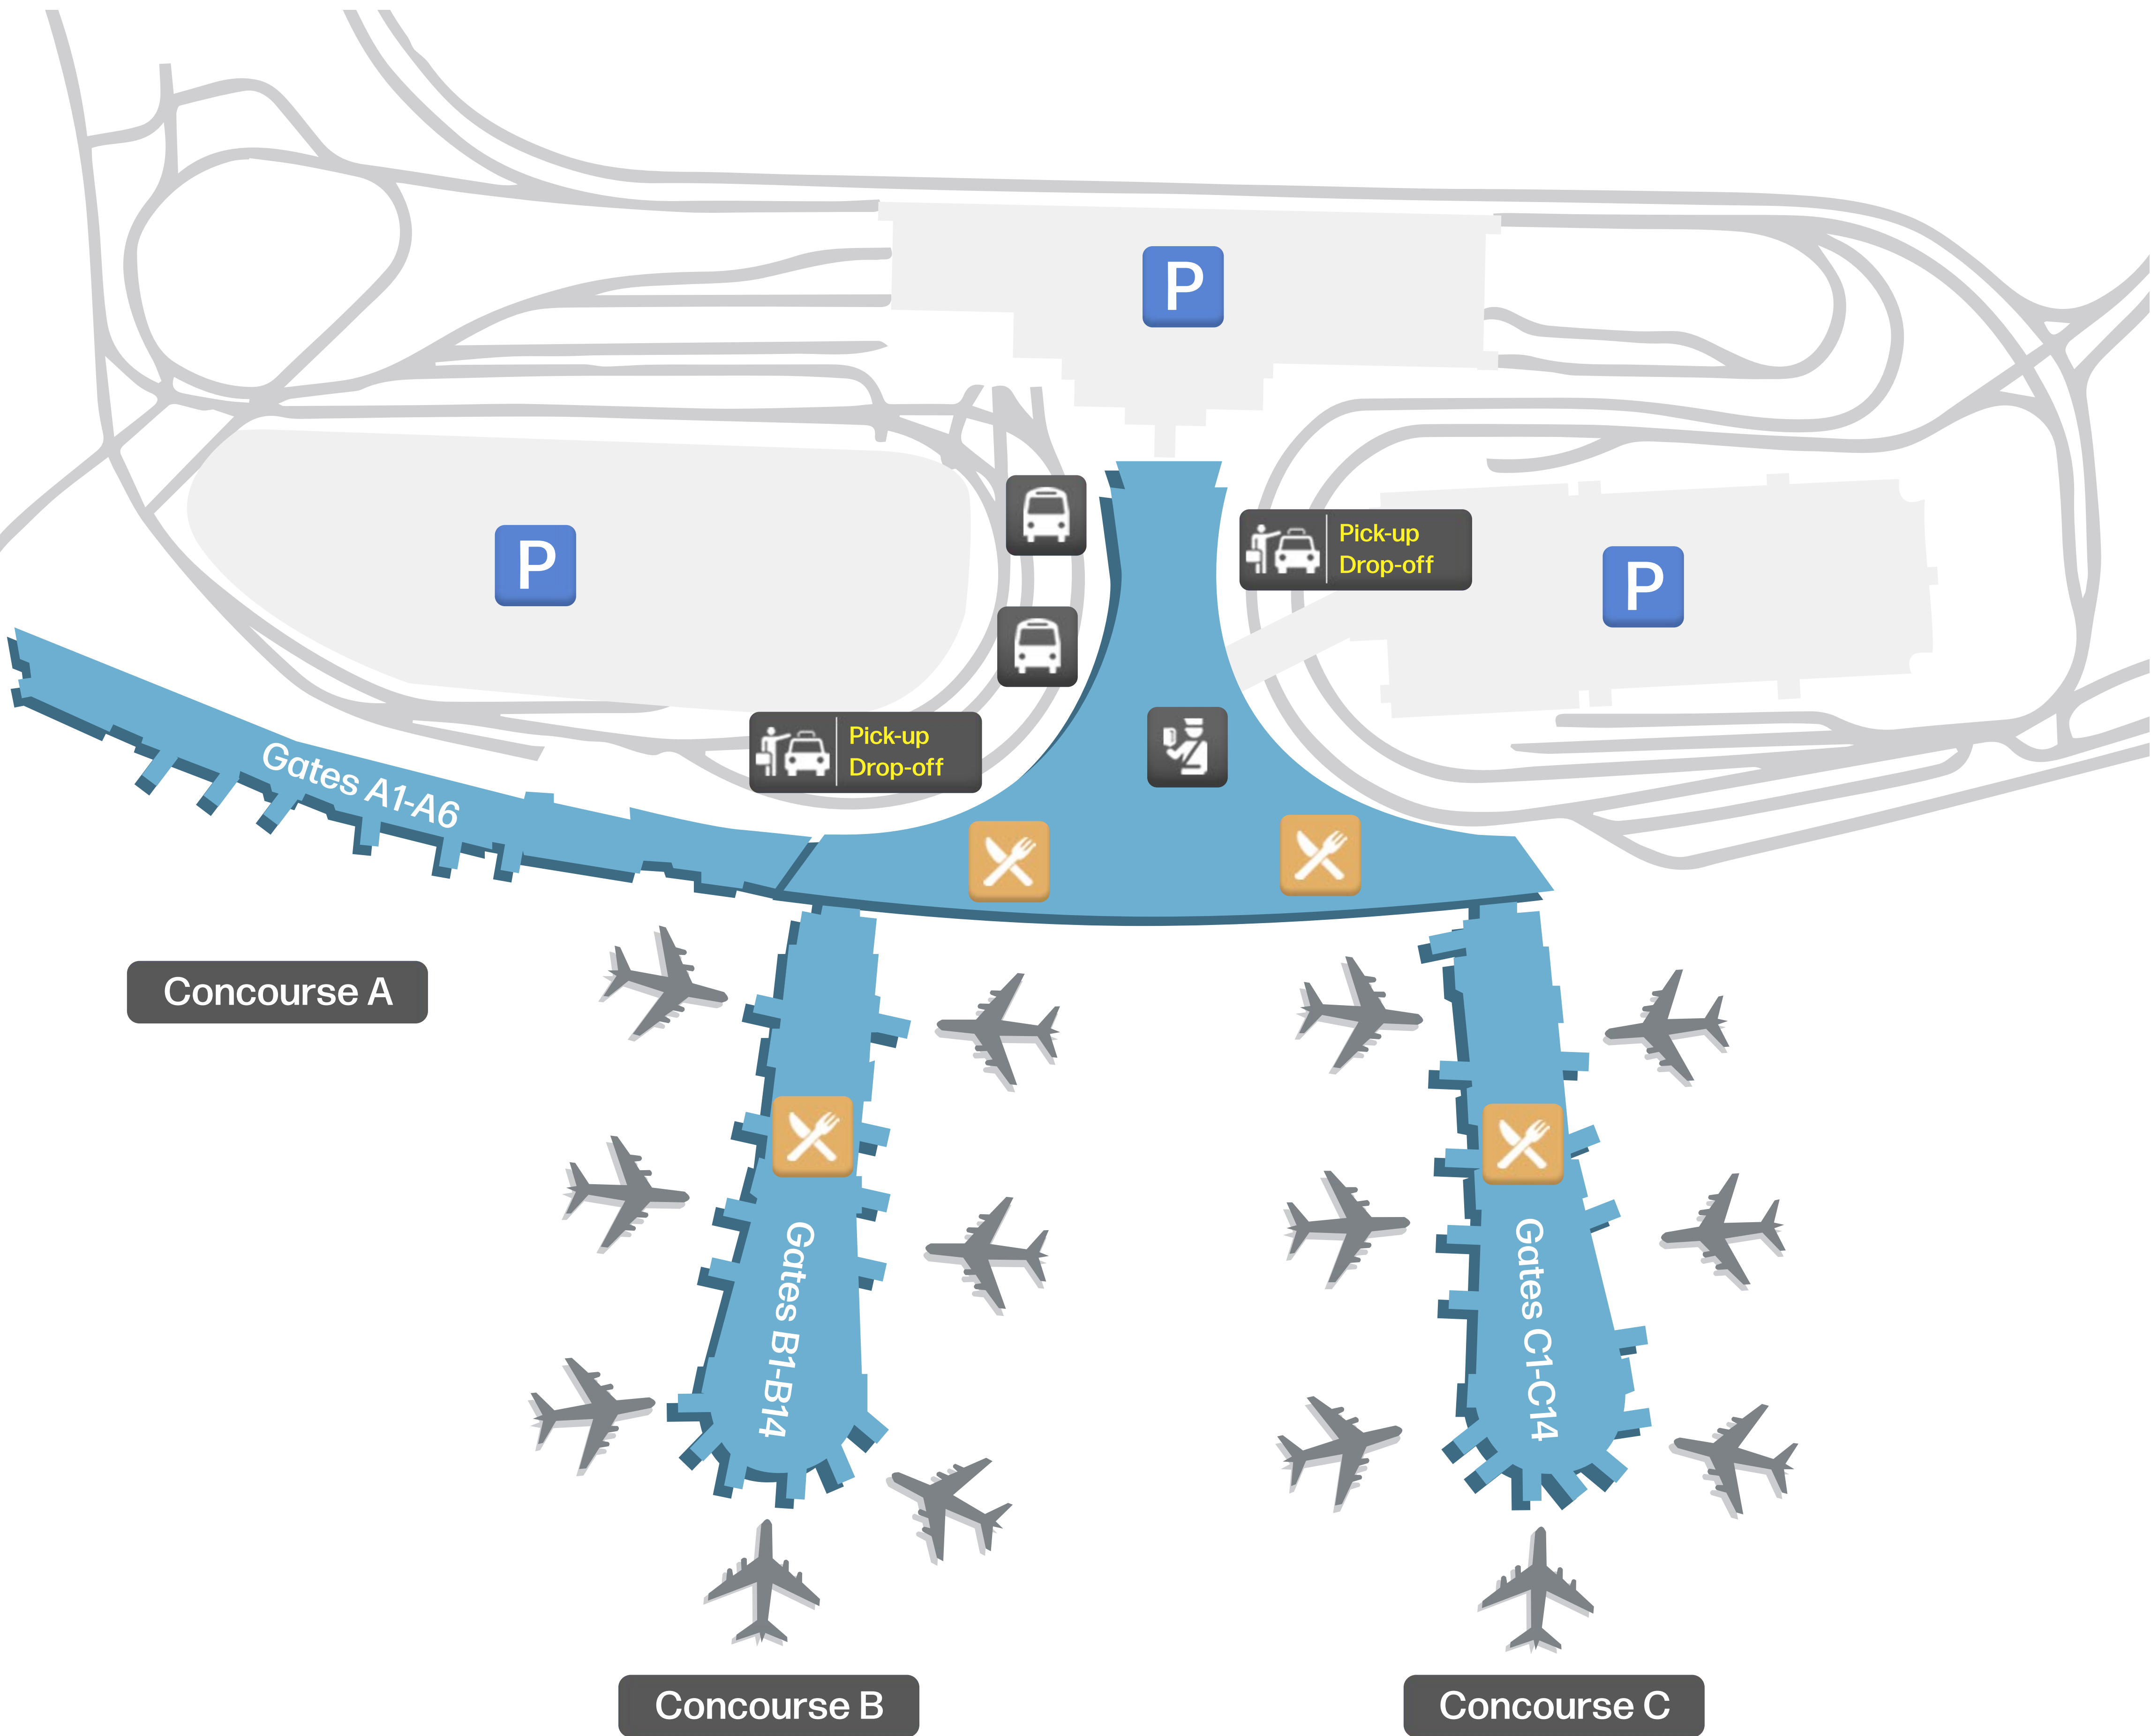 P
Pick-up
Drop-off
P
P
Pick-up
Drop-off
Gates A1-A6
Concourse A
Gates B1-B14
Gates C1-C14
Concourse B
Concourse C